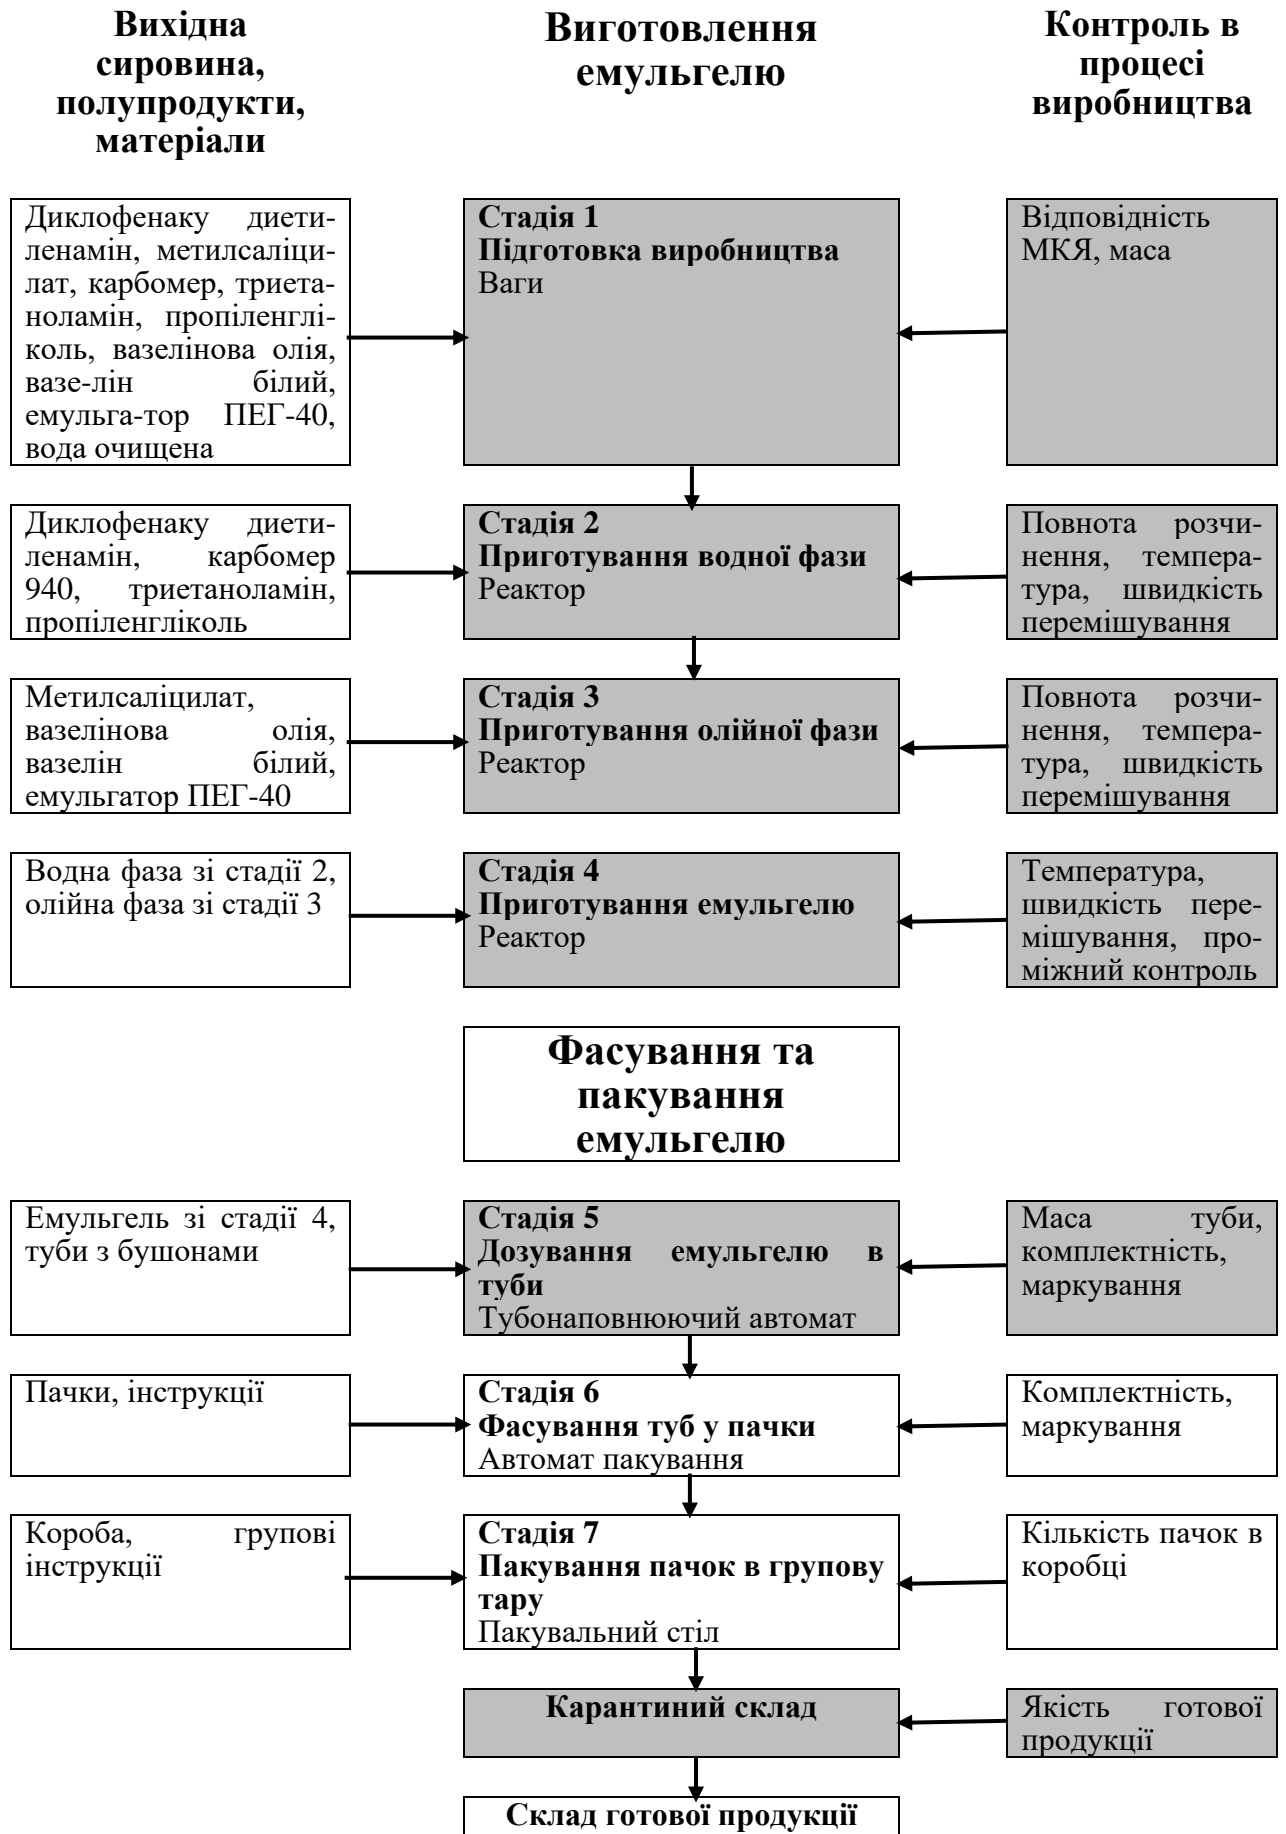 Вихідна
сировина,
полупродукти,
матеріали
Виготовлення
емульгелю
Контроль в
процесі
виробництва
Диклофенаку диети-
ленамін, метилсаліци-
лат, карбомер, триета-
ноламін, пропіленглі-
коль, вазелінова олія,
вазе-лін білий,
емульга-тор ПЕГ-40,
вода очищена
Стадія 1
Підготовка виробництва
Ваги
Відповідність
МКЯ, маса
Диклофенаку диети-
ленамін, карбомер
940, триетаноламін,
пропіленгліколь
Стадія 2
Приготування водної фази
Реактор
Повнота розчи-
нення, темпера-
тура, швидкість
перемішування
Метилсаліцилат,
вазелінова олія,
вазелін білий,
емульгатор ПЕГ-40
Стадія 3
Приготування олійної фази
Реактор
Повнота розчи-
нення, темпера-
тура, швидкість
перемішування
Водна фаза зі стадії 2,
олійна фаза зі стадії 3
Стадія 4
Приготування емульгелю
Реактор
Температура,
швидкість пере-
мішування, про-
міжний контроль
Фасування та
пакування
емульгелю
Емульгель зі стадії 4,
туби з бушонами
Стадія 5
Дозування емульгелю в
туби
Тубонаповнюючий автомат
Маса туби,
комплектність,
маркування
Пачки, інструкції
Стадія 6
Фасування туб у пачки
Автомат пакування
Комплектність,
маркування
Короба, групові
інструкції
Стадія 7
Пакування пачок в групову
тару
Пакувальний стіл
Кількість пачок в
коробці
Карантиний склад
Якість готової
продукції
Склад готової продукції